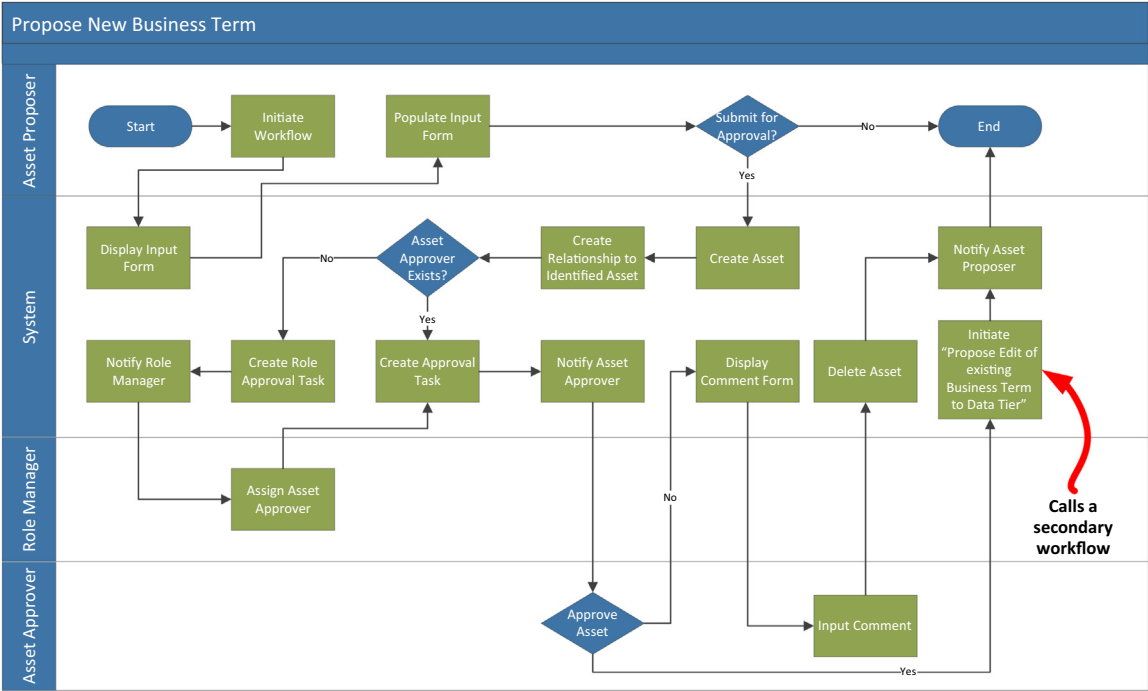 Propose New Business Term
Asset Proposer
Start
Initiate
Workflow
Populate Input
Form
Submit for
Approval?
No
End
Yes
System
Display Input
Form
Asset
Approver
Exists?
No
Yes
Create
Relationship to
Identified Asset
Create Asset
Notify Asset
Proposer
Notify Role
Manager
Create Role
Approval Task
Create Approval
Task
Notify Asset
Approver
Display
Comment Form
Delete Asset
Initiate
“Propose Edit of
existing
Business Term
to Data Tier”
Role Manager
Assign Asset
Approver
No
Calls a
secondary
workflow
Asset Approver
Approve
Asset
Input Comment
Yes